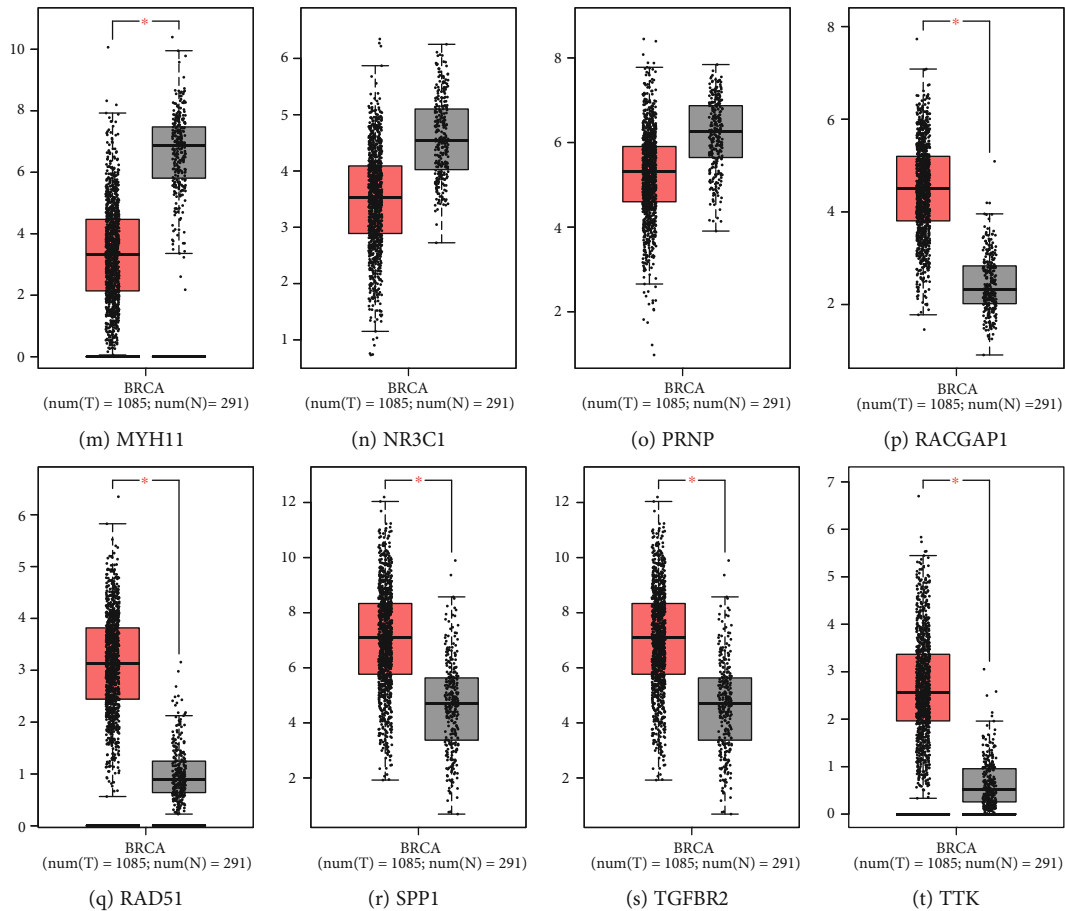 *
10
8
6
4
2
0
BRCA
(num(T) = 1085; num(N)= 291)
(m) MYH11
6
5
4
3
2
1
BRCA
(num(T) = 1085; num(N) = 291)
(n) NR3C1
8
6
4
2
BRCA
(num(T) = 1085; num(N) = 291)
(o) PRNP
*
8
6
4
2
BRCA
(num(T) = 1085; num(N) =291)
(p) RACGAP1
*
6
5
4
3
2
1
0
BRCA
(num(T) = 1085; num(N) = 291)
(q) RAD51
*
12
10
8
6
4
2
BRCA
(num(T) = 1085; num(N) = 291)
(r) SPP1
*
12
10
8
6
4
2
BRCA
(num(T) = 1085; num(N) = 291)
(s) TGFBR2
*
7
6
5
4
3
2
1
0
BRCA
(num(T) = 1085; num(N) = 291)
(t) TTK